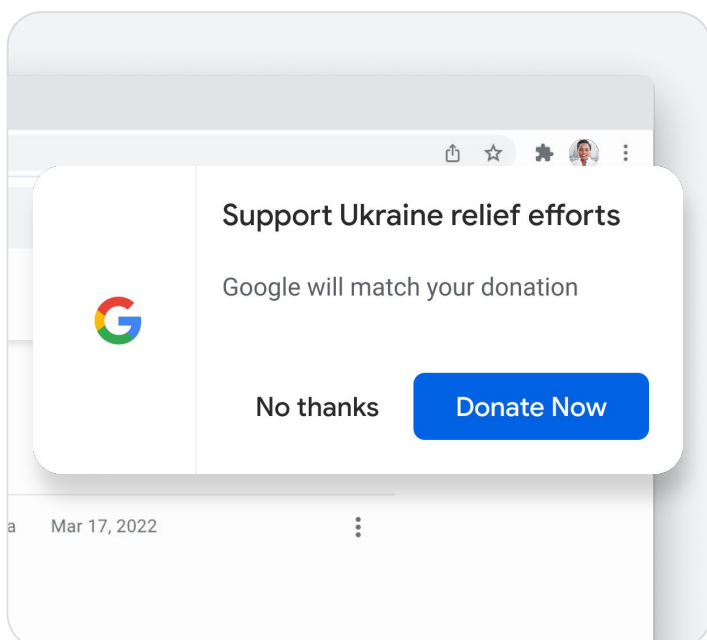 Support Ukraine relief efforts
Google will match your donation
No thanks
Donate Now
a
Mar 17, 2022